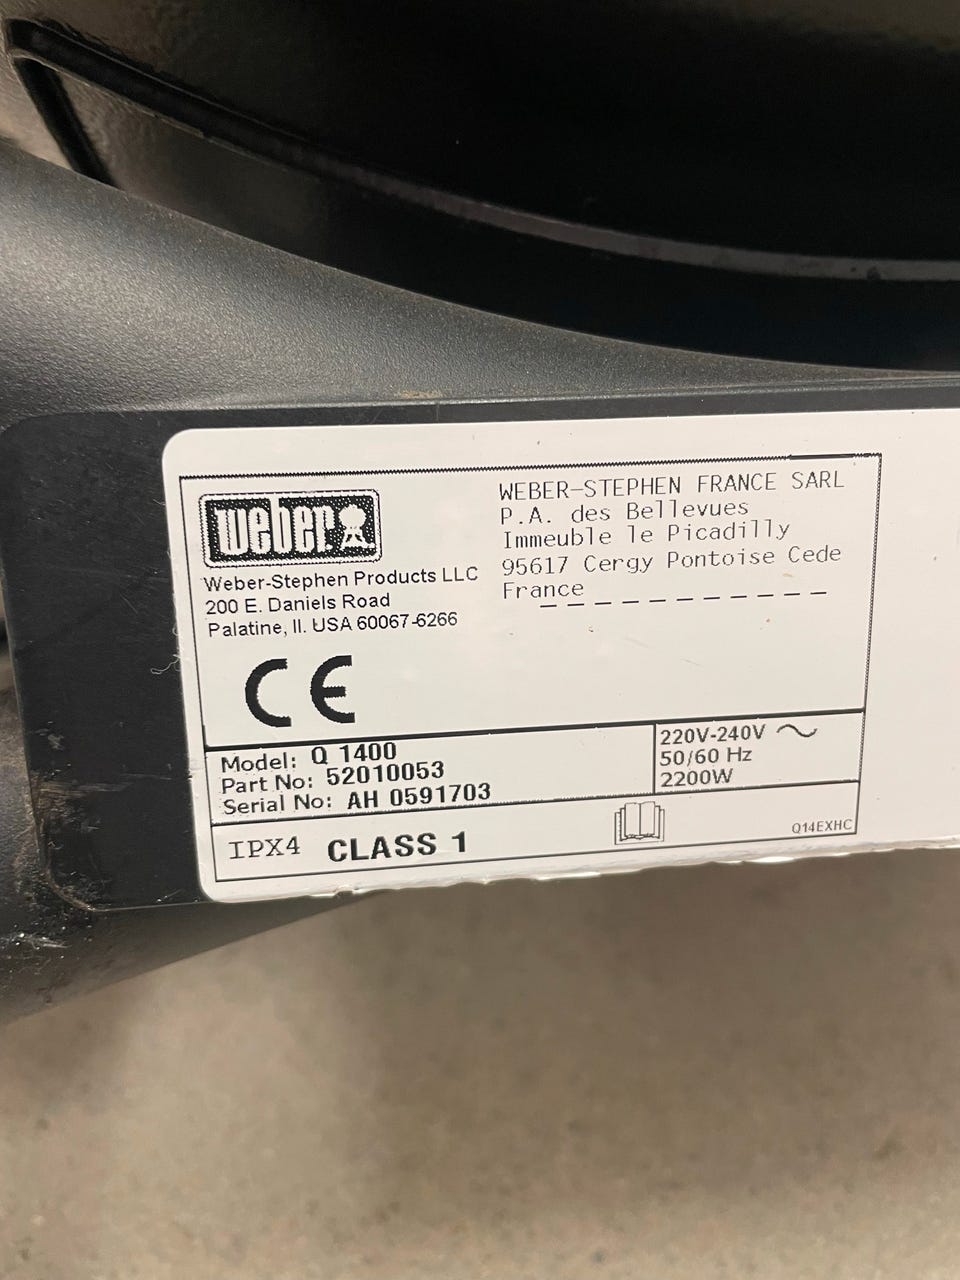 weber
Weber-Stephen Products LLC
200 E. Daniels Road
Palatine, Il. USA 60067-6266
WEBER-STEPHEN FRANCE SARL
P.A. des Bellevues
Immeuble le Picadilly
95617 Cergy Pontoise Cede
France
CE
Model: Q 1400
Part No: 52010053
Serial No: AH 0591703
220V-240V
50/60 Hz
2200W
IPX4 CLASS 1
Q14EXHC